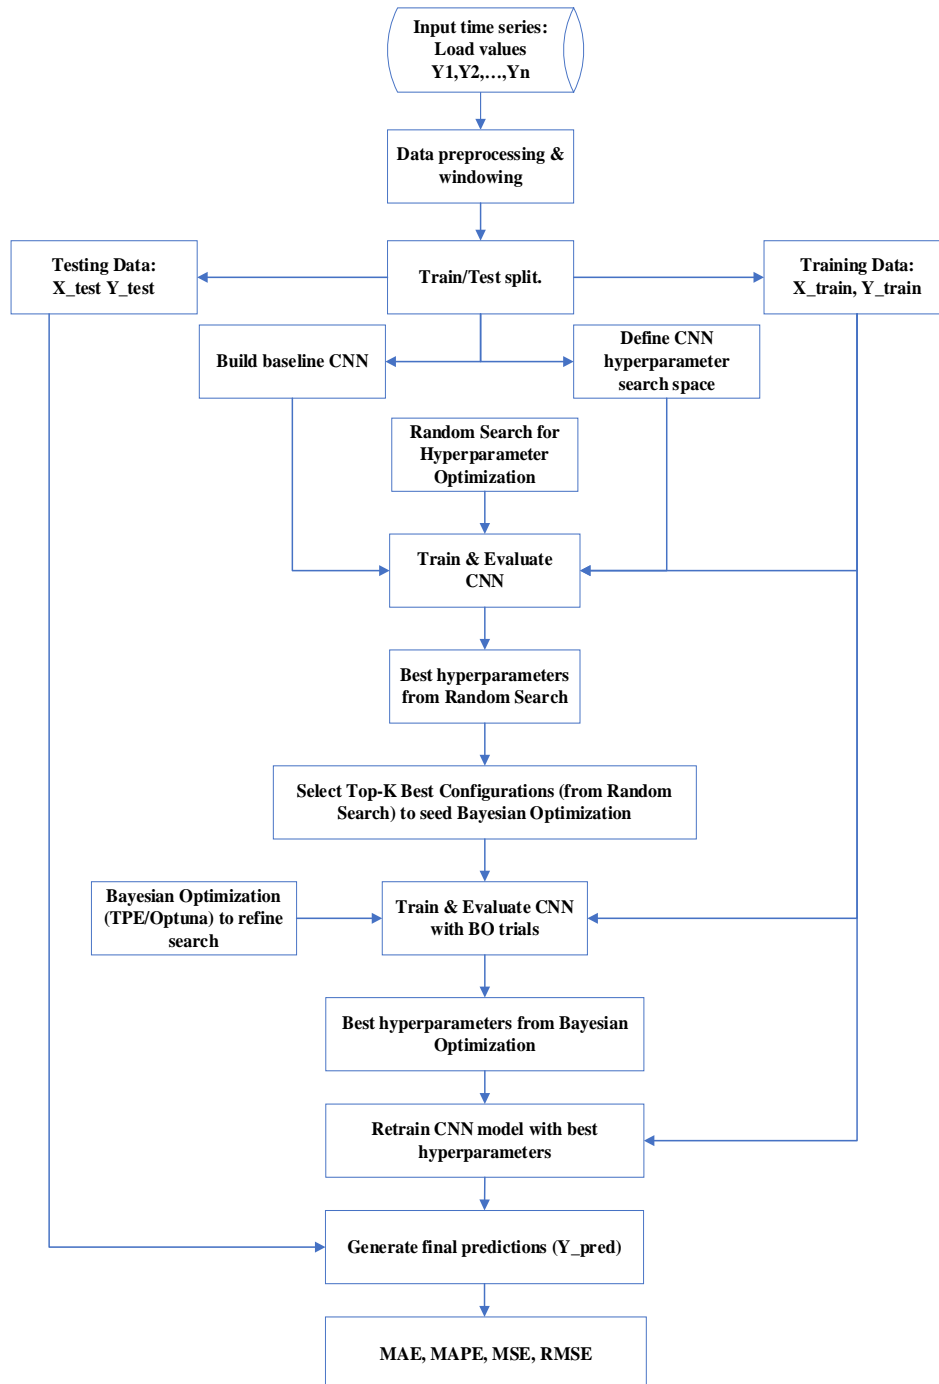 Input time series:
Load values
Y1,Y2,…,Yn
Data preprocessing &
windowing
Testing Data:
X_test Y_test
Train/Test split.
Training Data:
X_train, Y_train
Build baseline CNN
Define CNN
hyperparameter
search space
Random Search for
Hyperparameter
Optimization
Train & Evaluate
CNN
Best hyperparameters
from Random Search
Select Top-K Best Configurations (from Random
Search) to seed Bayesian Optimization
Bayesian Optimization
(TPE/Optuna) to refine
search
Train & Evaluate CNN
with BO trials
Best hyperparameters from Bayesian
Optimization
Retrain CNN model with best
hyperparameters
Generate final predictions (Y_pred)
MAE, MAPE, MSE, RMSE